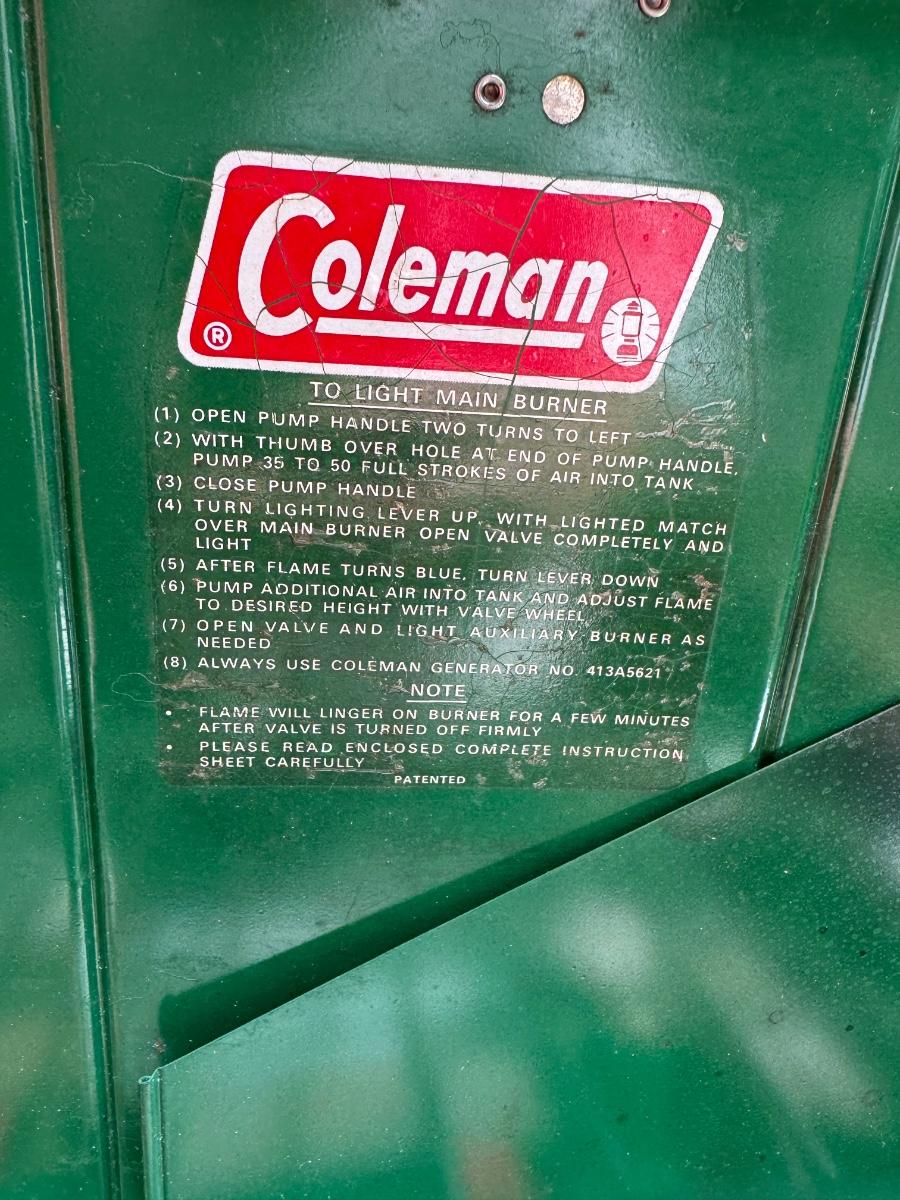 Coleman
®
TO LIGHT MAIN BURNER
(1) OPEN PUMP HANDLE TWO TURNS TO LEFT
(2) WITH THUMB OVER HOLE AT END OF PUMP HANDLE,
PUMP 35 TO 50 FULL STROKES OF AIR INTO TANK
(3) CLOSE PUMP HANDLE
(4) TURN LIGHTING LEVER UP, WITH LIGHTED MATCH
OVER MAIN BURNER OPEN VALVE COMPLETELY AND
LIGHT
(5) AFTER FLAME TURNS BLUE, TURN LEVER DOWN
(6) PUMP ADDITIONAL AIR INTO TANK AND ADJUST FLAME
TO DESIRED HEIGHT WITH VALVE WHEEL
(7) OPEN VALVE AND LIGHT AUXILIARY BURNER AS
NEEDED
(8) ALWAYS USE COLEMAN GENERATOR NO. 413A5621
NOTE
• FLAME WILL LINGER ON BURNER FOR A FEW MINUTES
AFTER VALVE IS TURNED OFF FIRMLY
• PLEASE READ ENCLOSED COMPLETE INSTRUCTION
SHEET CAREFULLY
PATENTED